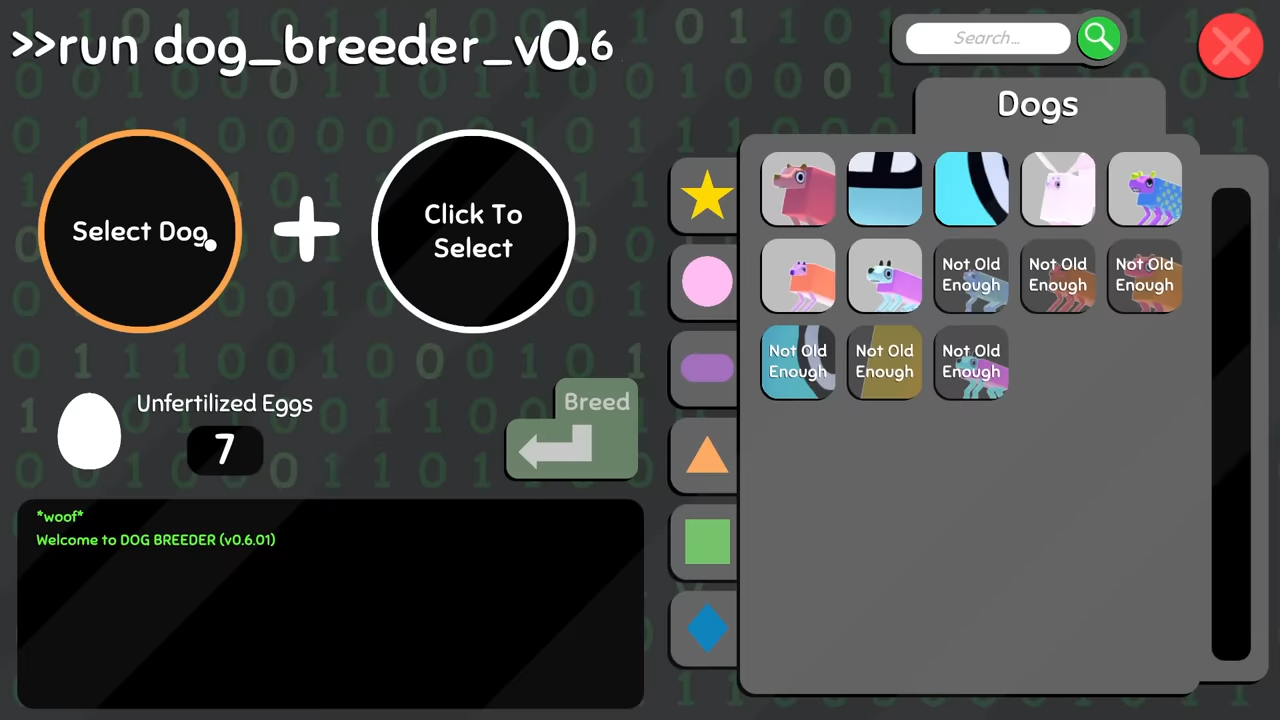 >>run dog_breeder_v0.6
Search...
Dogs
Select Dog
Click To
Select
Not Old
Enough
Not Old
Enough
Not Old
Enough
Not Old
Enough
Not Old
Enough
Not Old
Enough
Unfertilized Eggs
7
Breed
*woof*
Welcome to DOG BREEDER (v0.6.01)